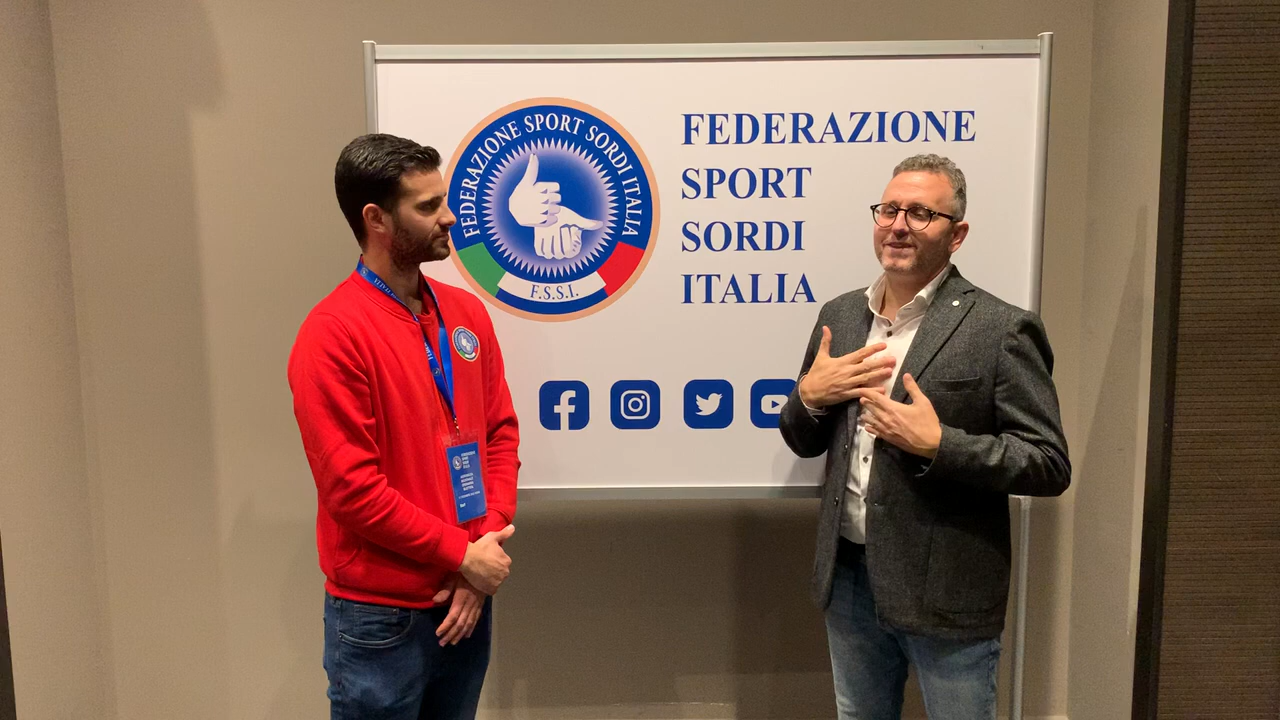 FEDERAZIONE SPORT SORDI ITALIA
F.S.S.I.
FEDERAZIONE
SPORT
SORDI
ITALIA